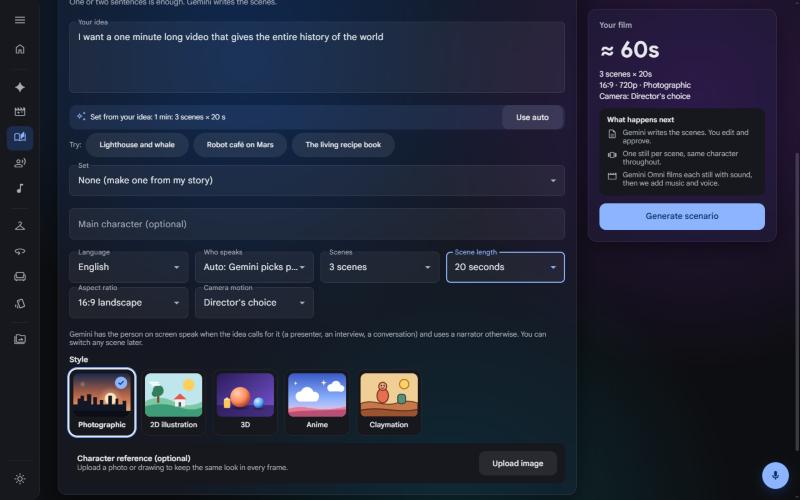 One or two sentences is enough. Gemini writes the scenes.
Your idea
I want a one minute long video that gives the entire history of the world
Set from your idea: 1 min: 3 scenes × 20 s
Use auto
Try:
Lighthouse and whale
Robot café on Mars
The living recipe book
Set
None (make one from my story)
Main character (optional)
Language
English
Who speaks
Auto: Gemini picks p...
Scenes
3 scenes
Scene length
20 seconds
Aspect ratio
16:9 landscape
Camera motion
Director's choice
Gemini has the person on screen speak when the idea calls for it (a presenter, an interview, a conversation) and uses a narrator otherwise. You can
switch any scene later.
Style
Photographic
2D illustration
3D
Anime
Claymation
Character reference (optional)
Upload a photo or drawing to keep the same look in every frame.
Upload image
Your film
≈ 60s
3 scenes × 20s
16:9 · 720p · Photographic
Camera: Director's choice
What happens next
Gemini writes the scenes. You edit and
approve.
One still per scene, same character
throughout.
Gemini Omni films each still with sound,
then we add music and voice.
Generate scenario